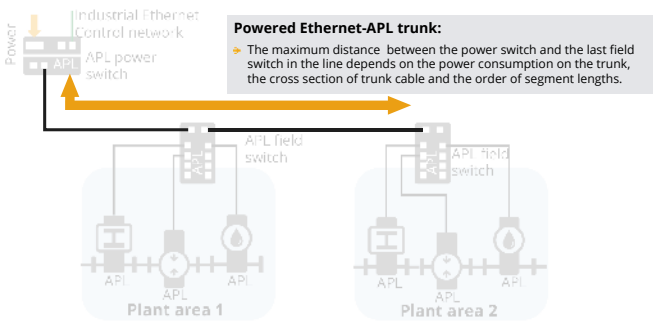 Industrial Ethernet
Control network
Power
APL
APL power
switch
Powered Ethernet-APL trunk:
The maximum distance between the power switch and the last field
switch in the line depends on the power consumption on the trunk,
the cross section of trunk cable and the order of segment lengths.
APL
APL field
switch
APL
APL field
switch
APL
APL
APL
Plant area 1
APL
APL
APL
Plant area 2